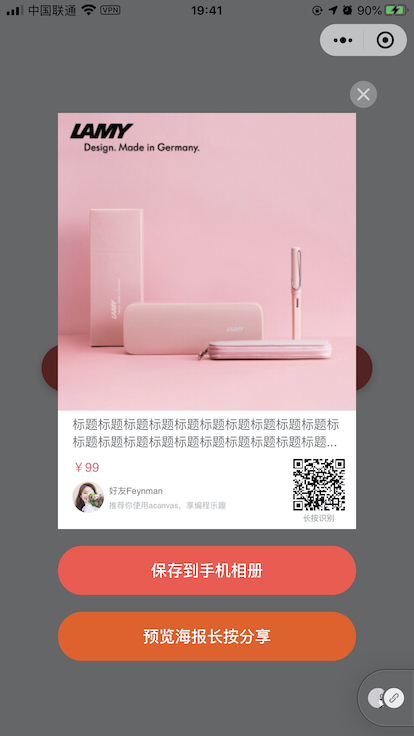 中国联通 VPN 19:41 90%
LAMY
Design. Made in Germany.
LAMY
标题标题标题标题标题标题标题标题标题标题标
标题标题标题标题标题标题标题标题标题标题...
￥99
好友Feynman
推荐你使用acanvas，享编程乐趣
长按识别
保存到手机相册
预览海报长按分享